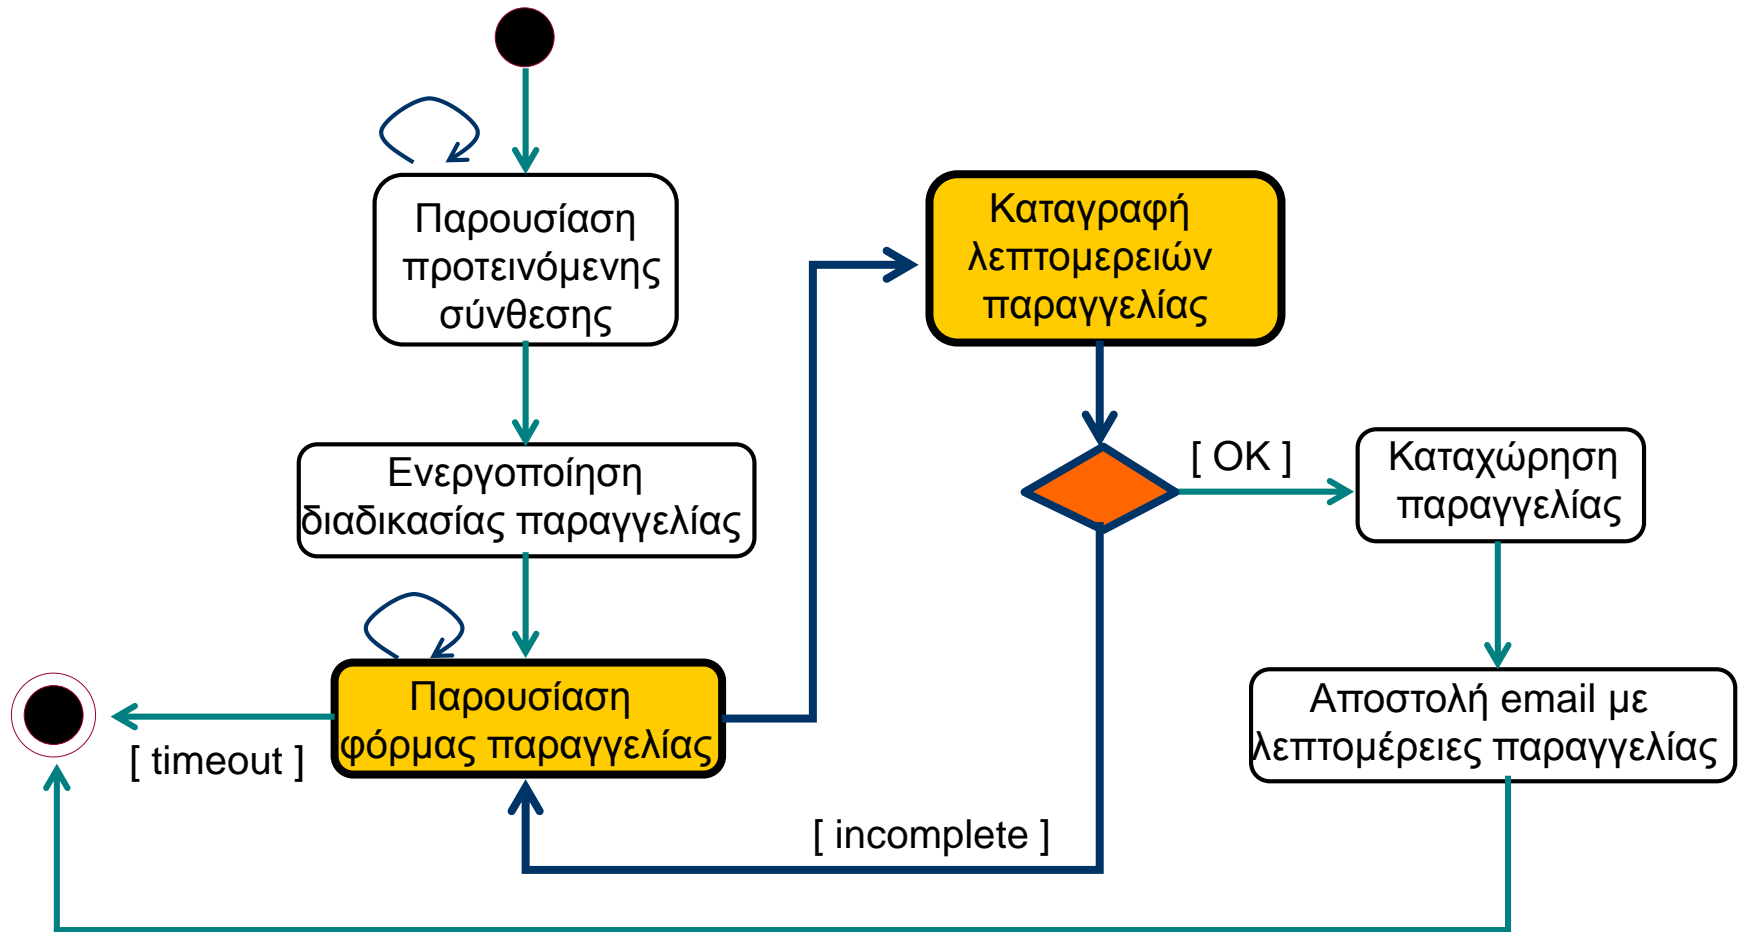 Παρουσίαση
προτεινόμενης
σύνθεσης
Ενεργοποίηση
διαδικασίας παραγγελίας
Παρουσίαση
φόρμας παραγγελίας
[ timeout ]
Καταγραφή
λεπτομερειών
παραγγελίας
[ OK ]
[ incomplete ]
Καταχώρηση
παραγγελίας
Αποστολή email με
λεπτομέρειες παραγγελίας